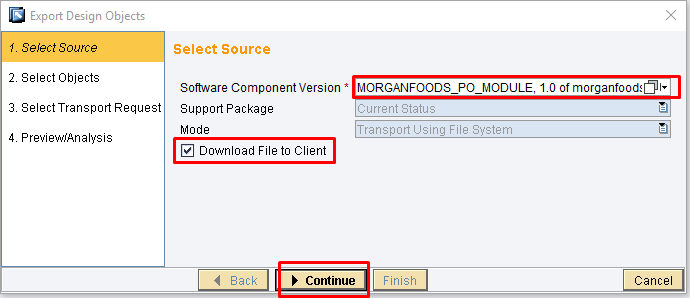 Export Design Objects
1. Select Source
2. Select Objects
3. Select Transport Request
4. Preview/Analysis
Select Source
Software Component Version * MORGANFOODS_PO_MODULE, 1.0 of morganfoods
Support Package Current Status
Mode Transport Using File System
Download File to Client
Back Continue Finish Cancel